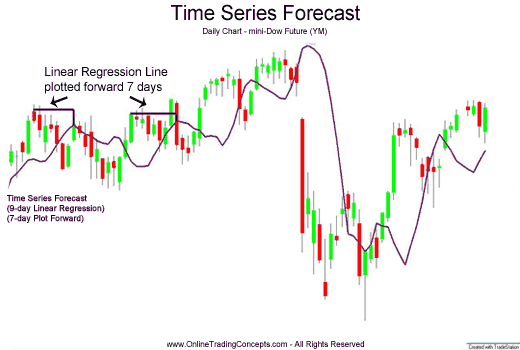 Time Series Forecast
Daily Chart - mini-Dow Future (YM)
Linear Regression Line
plotted forward 7 days
Time Series Forecast
(9-day Linear Regression)
(7-day Plot Forward)
www.OnlineTradingConcepts.com - All Rights Reserved
Created with TradeStation